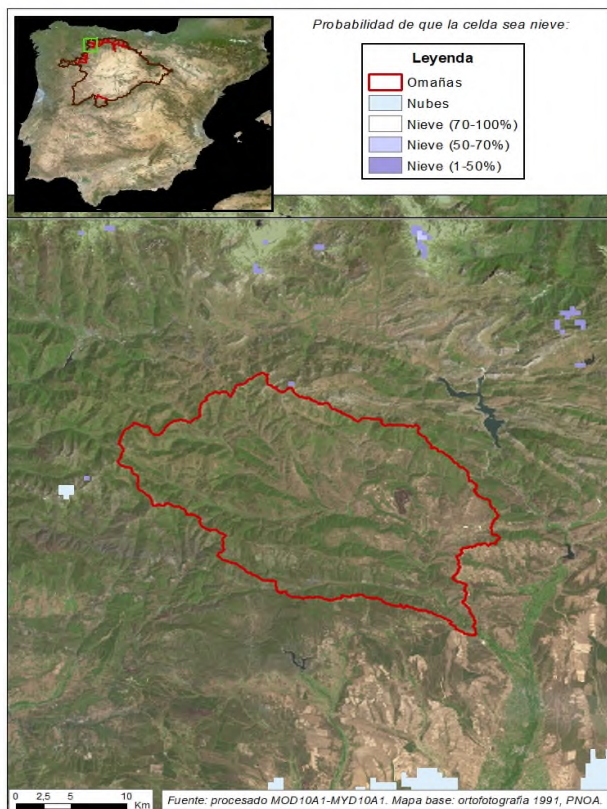 Probabilidad de que la celda sea nieve:
Leyenda
Omañas
Nubes
Nieve (70-100%)
Nieve (50-70%)
Nieve (1-50%)
0 2,5 5 10
Km
Fuente: procesado MOD10A1-MYD10A1. Mapa base: ortofotografia 1991, PNOA